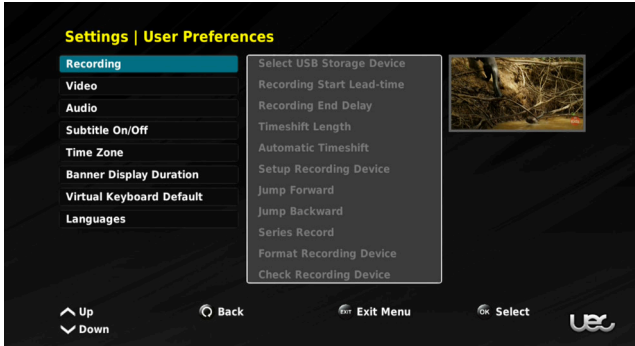 Settings | User Preferences
Recording
Video
Audio
Subtitle On/Off
Time Zone
Banner Display Duration
Virtual Keyboard Default
Languages
Select USB Storage Device
Recording Start Lead-time
Recording End Delay
Timeshift Length
Automatic Timeshift
Setup Recording Device
Jump Forward
Jump Backward
Series Record
Format Recording Device
Check Recording Device
Up
Down
Back
EXIT Exit Menu
OK Select
UEC